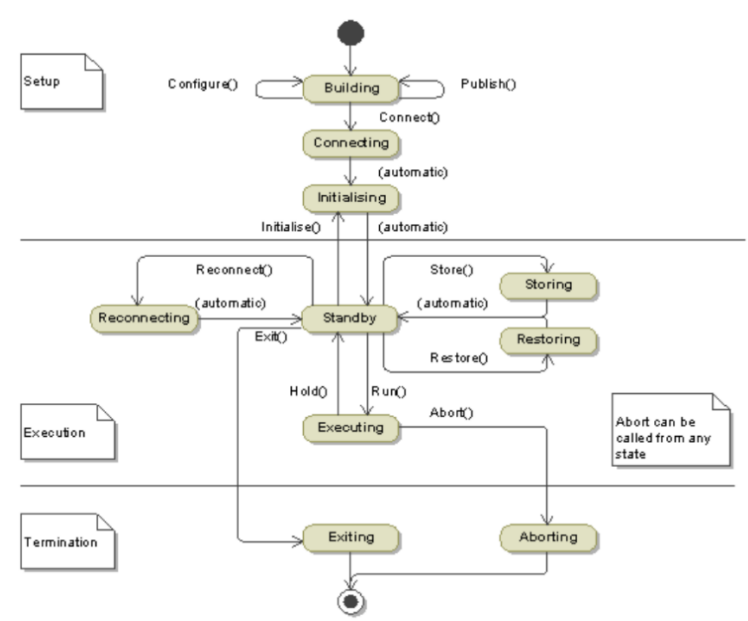 Setup
Configure()
Building
Publish()
Connect()
Connecting
(automatic)
Initialising
Initialise()
(automatic)
Reconnect()
Store()
Storing
(automatic)
(automatic)
Reconnecting
Standby
Exit()
Restoring
Restore()
Hold()
Run()
Abort()
Execution
Executing
Abort can be
called from any
state
Termination
Exiting
Aborting